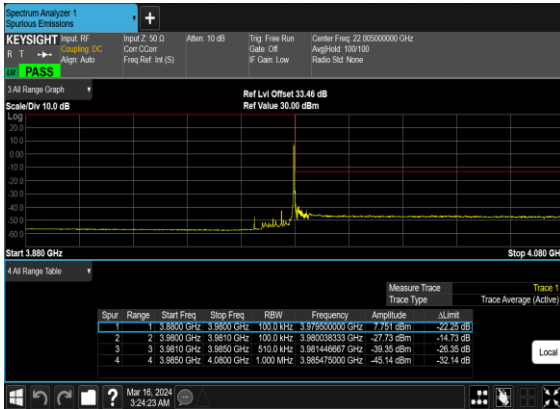 Spectrum Analyzer 1
Spurious Emissions
KEYSIGHT Input: RF Input Z: 50 Ω Atten: 10 dB Trig: Free Run Center Freq: 22.005000000 GHz
R T Coupling: DC Corr CCorr Gate: Off Avg|Hold: 100/100
Align: Auto Freq Ref: Int (S) IF Gain: Low Radio Std: None
PASS
3 All Range Graph
Ref Lvl Offset 33.46 dB
Scale/Div 10.0 dB Ref Value 30.00 dBm
Log
20.0
10.0
0.00
-10.0
-20.0
-30.0
-40.0
-50.0
-60.0
Start 3.880 GHz Stop 4.080 GH
4 All Range Table
Measure Trace Trace 1
Trace Type Trace Average (Active)
Spur Range Start Freq Stop Freq RBW Frequency Amplitude ΔLimit
1 1 3.8800 GHz 3.9800 GHz 100.0 kHz 3.979500000 GHz 7.751 dBm -22.25 dB
2 2 3.9800 GHz 3.9810 GHz 100.0 kHz 3.980038333 GHz -27.73 dBm -14.73 dB
3 3 3.9810 GHz 3.9850 GHz 510.0 kHz 3.981446667 GHz -39.35 dBm -26.35 dB
4 4 3.9850 GHz 4.0800 GHz 1.000 MHz 3.985475000 GHz -45.14 dBm -32.14 dB
Local
Mar 16, 2024
3:24:23 AM